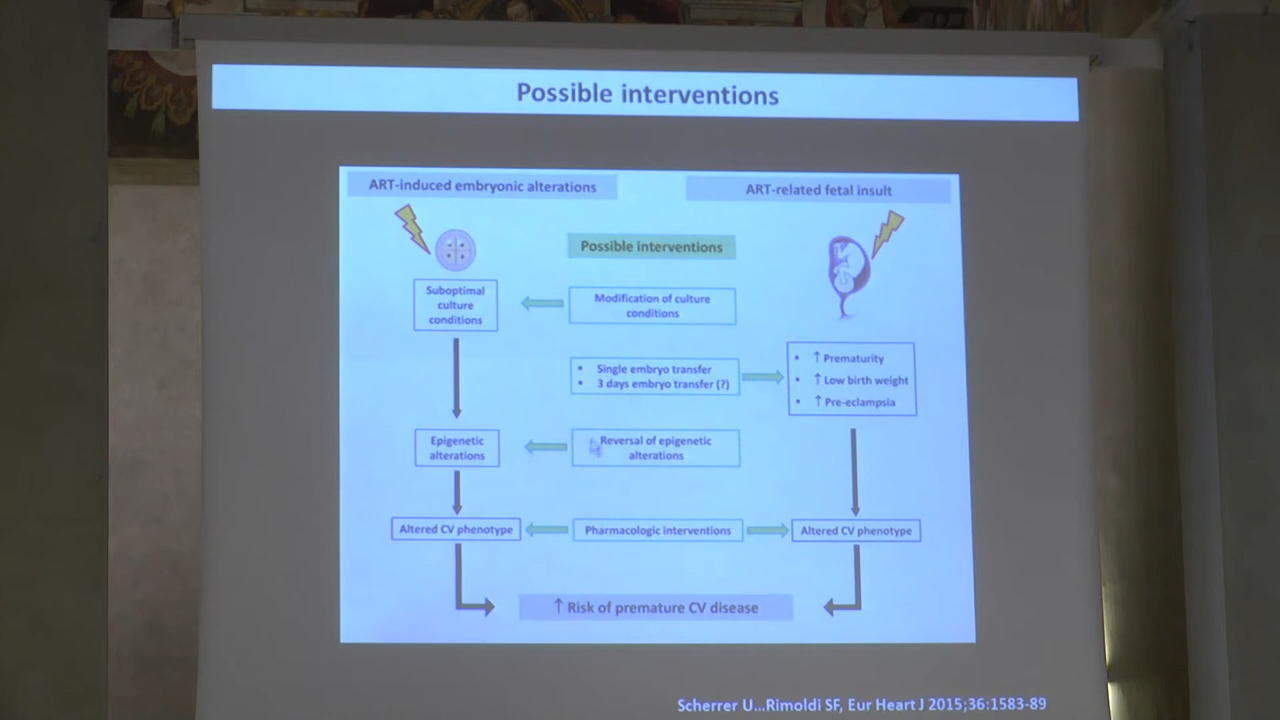 Possible interventions
ART-induced embryonic alterations
ART-related fetal insult
Possible interventions
Suboptimal
culture
conditions
Modification of culture
conditions
• Single embryo transfer
• 3 days embryo transfer (?)
• ↑ Prematurity
• ↑ Low birth weight
• ↑ Pre-eclampsia
Epigenetic
alterations
Reversal of epigenetic
alterations
Altered CV phenotype
Pharmacologic interventions
Altered CV phenotype
↑ Risk of premature CV disease
Scherrer U...Rimoldi SF, Eur Heart J 2015;36:1583-89